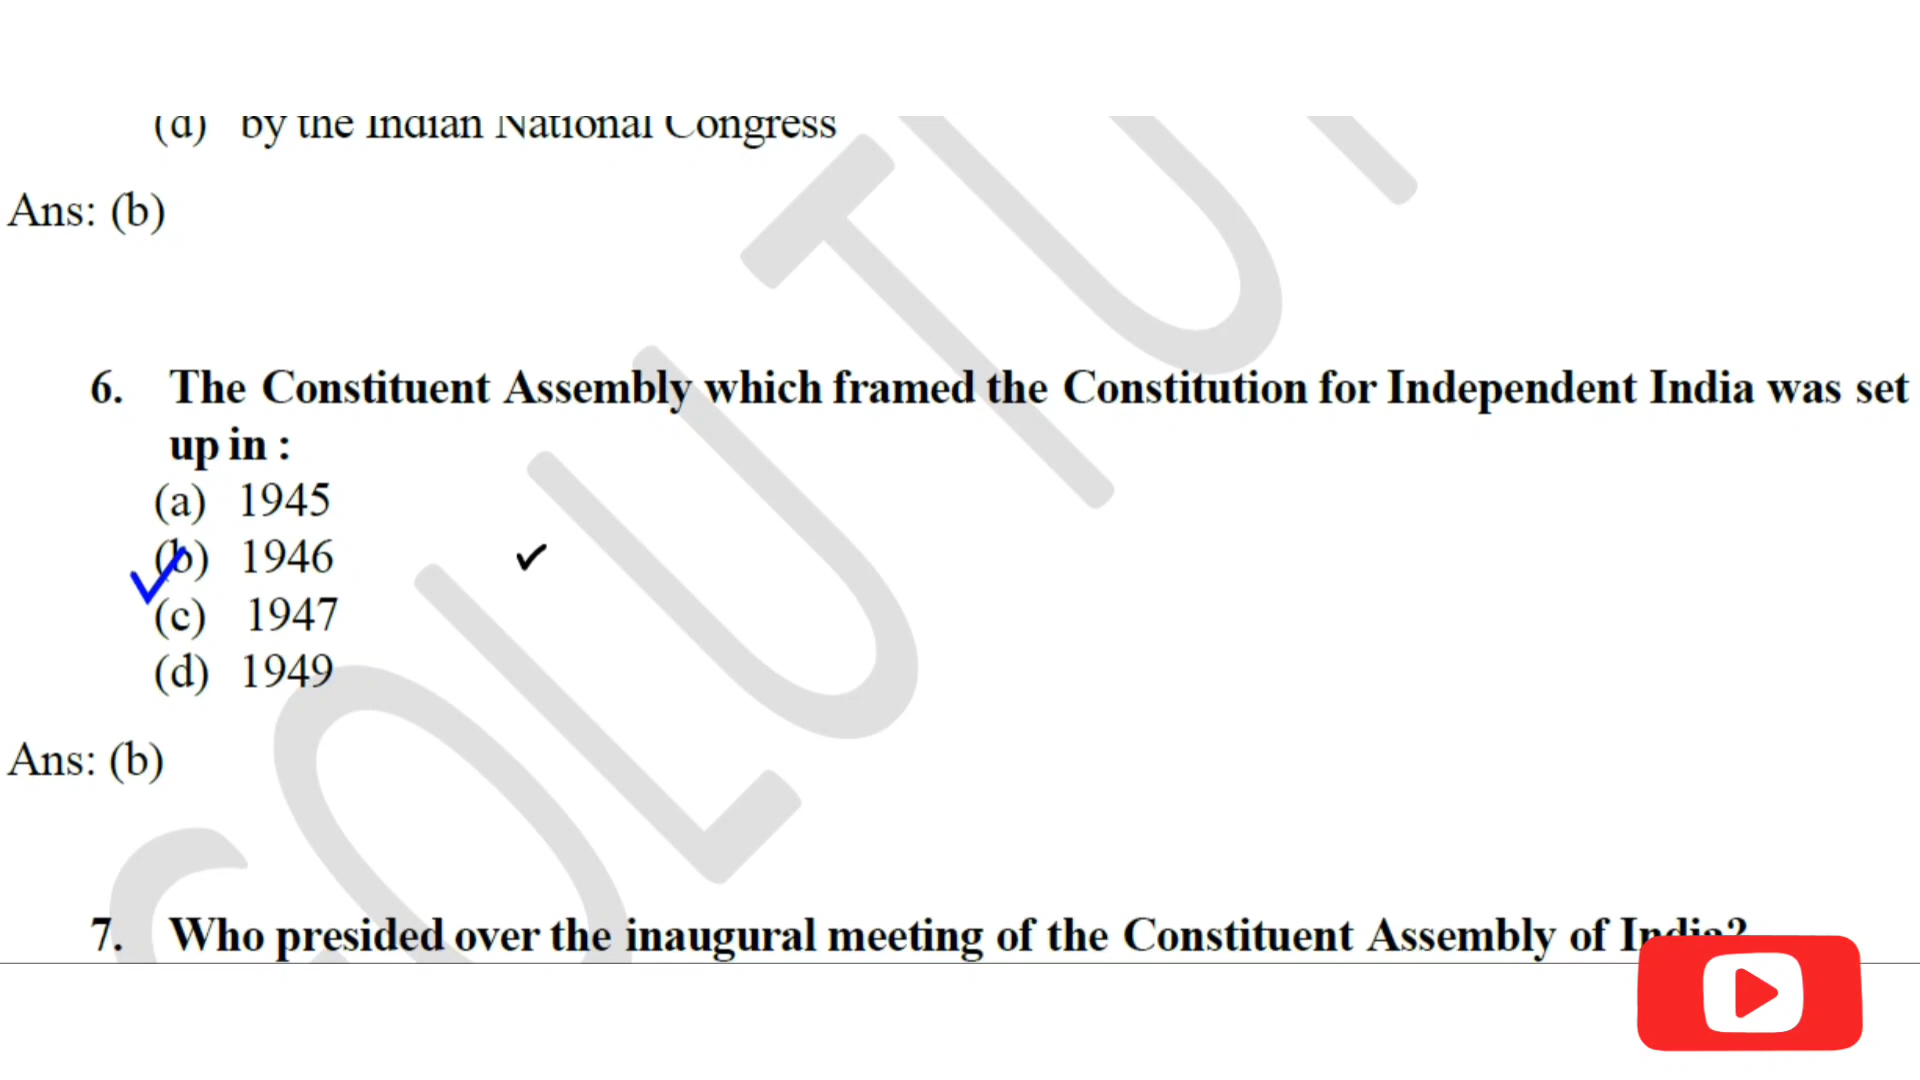 (d) by the Indian National Congress
Ans: (b)
6. The Constituent Assembly which framed the Constitution for Independent India was set
up in :
(a) 1945
(b) 1946
(c) 1947
(d) 1949
Ans: (b)
7. Who presided over the inaugural meeting of the Constituent Assembly of India?
SOLUTU